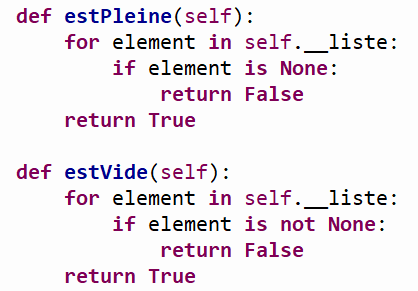 def estPleine(self):
    for element in self.__liste:
        if element is None:
            return False
    return True

def estVide(self):
    for element in self.__liste:
        if element is not None:
            return False
    return True